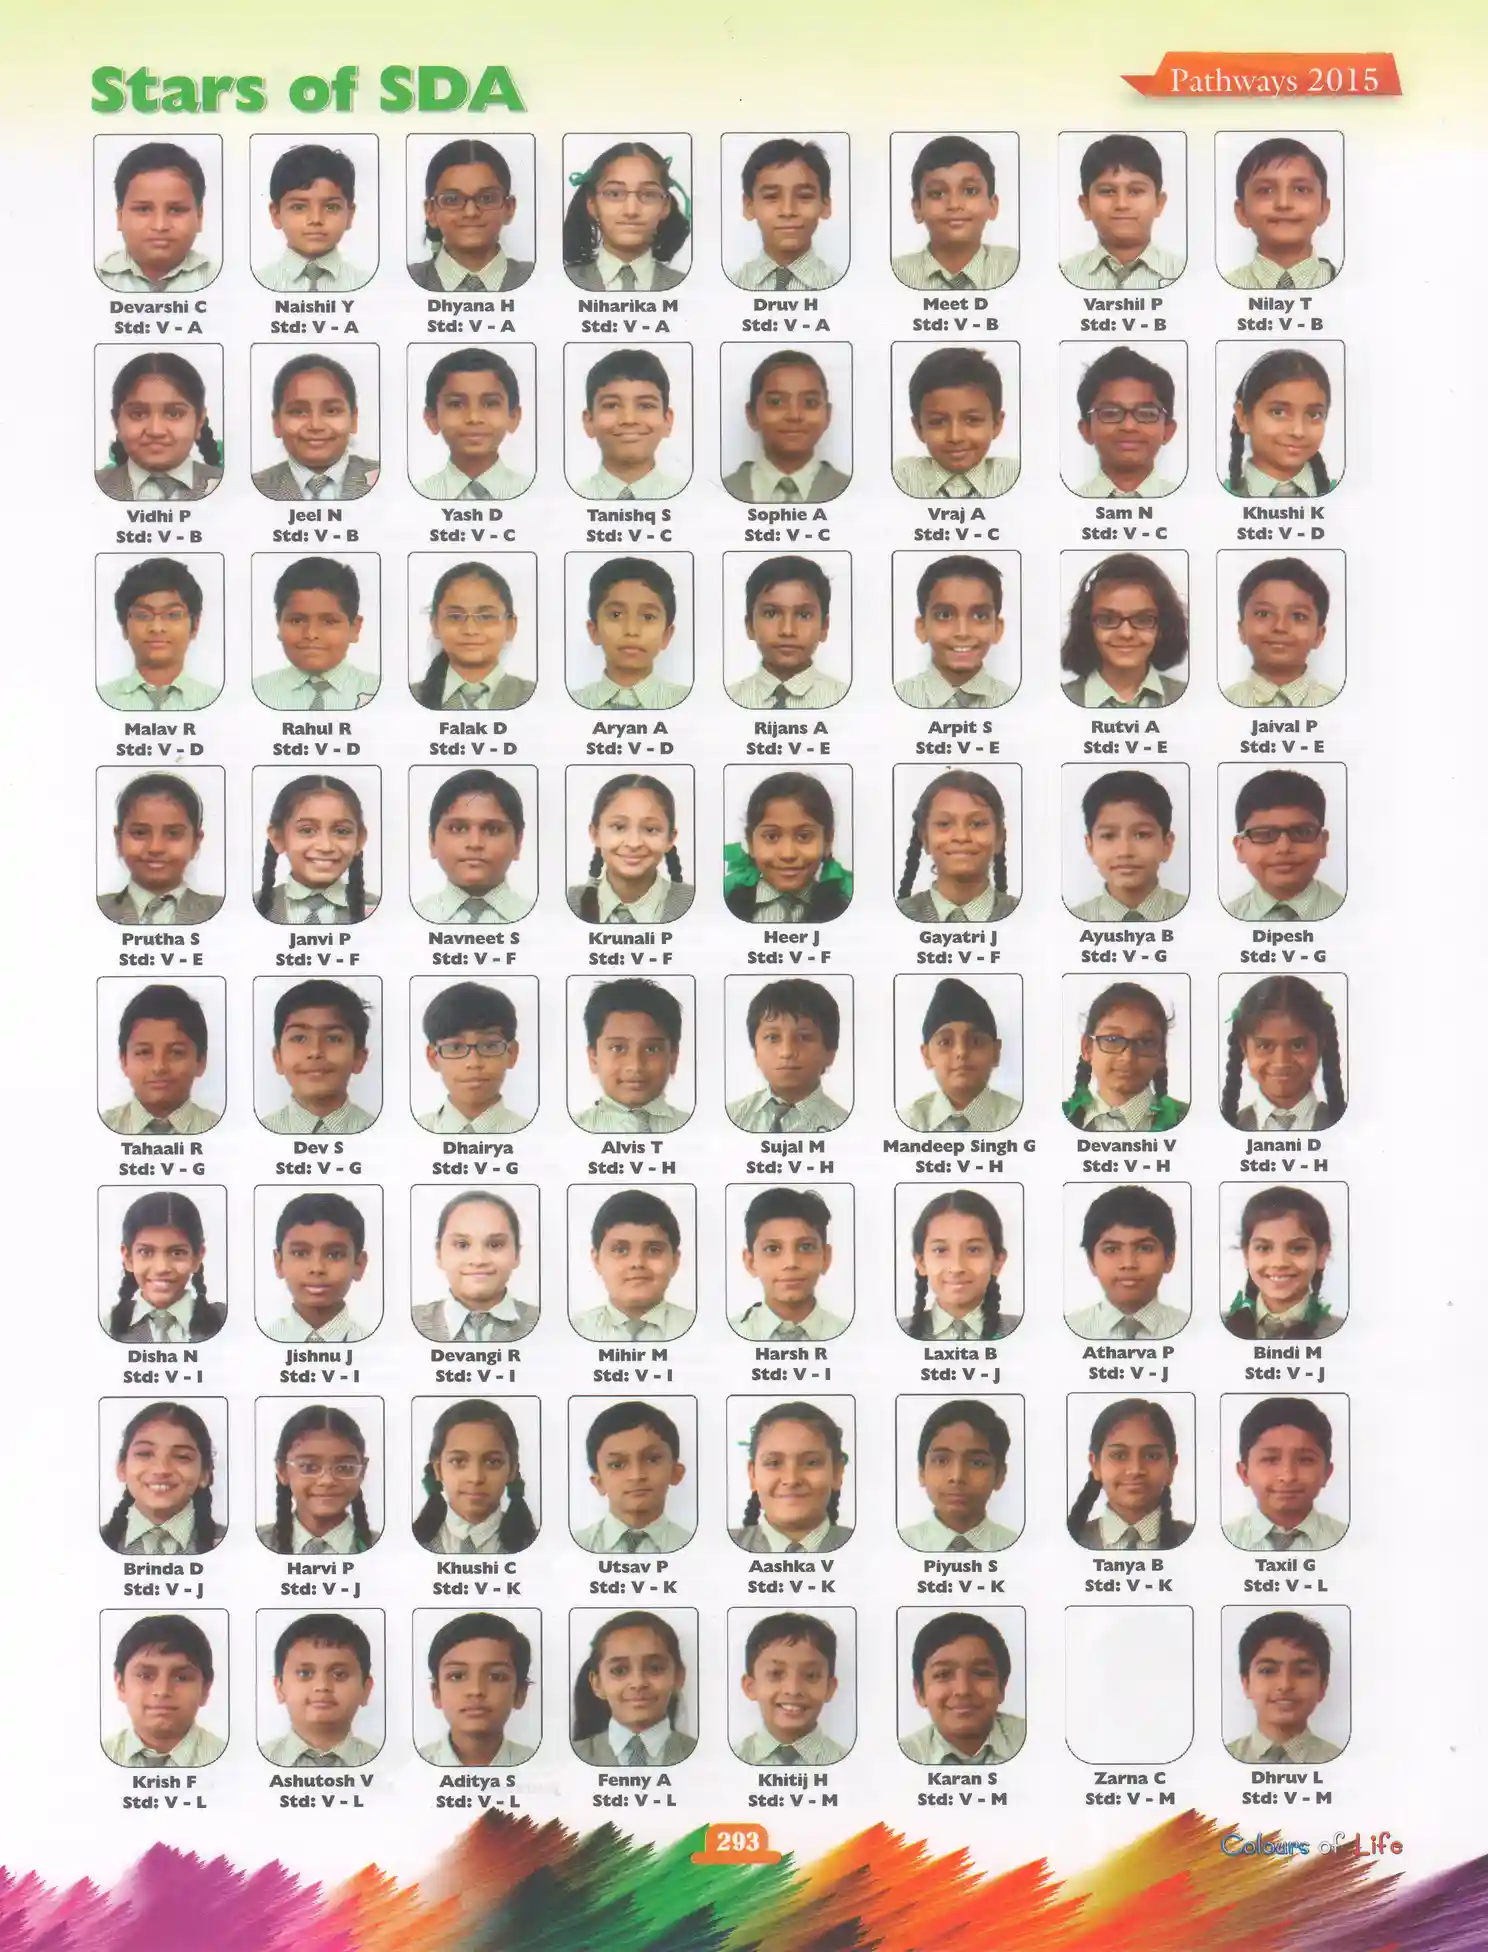 Stars of SDA
Pathways 2015
Devarshi C
Std: V - A
Naishil Y
Std: V - A
Dhyana H
Std: V - A
Niharika M
Std: V - A
Druv H
Std: V - A
Meet D
Std: V - B
Varshil P
Std: V - B
Nilay T
Std: V - B
Vidhi P
Std: V - B
Jeel N
Std: V - B
Yash D
Std: V - C
Tanishq S
Std: V - C
Sophie A
Std: V - C
Vraj A
Std: V - C
Sam N
Std: V - C
Khushi K
Std: V - D
Malav R
Std: V - D
Rahul R
Std: V - D
Falak D
Std: V - D
Aryan A
Std: V - D
Rijans A
Std: V - E
Arpit S
Std: V - E
Rutvi A
Std: V - E
Jaival P
Std: V - E
Prutha S
Std: V - E
Janvi P
Std: V - F
Navneet S
Std: V - F
Krunali P
Std: V - F
Heer J
Std: V - F
Gayatri J
Std: V - F
Ayushya B
Std: V - G
Dipesh
Std: V - G
Tahaali R
Std: V - G
Dev S
Std: V - G
Dhairya
Std: V - G
Alvis T
Std: V - H
Sujal M
Std: V - H
Mandeep Singh G
Std: V - H
Devanshi V
Std: V - H
Janani D
Std: V - H
Disha N
Std: V - I
Jishnu J
Std: V - I
Devangi R
Std: V - I
Mihir M
Std: V - I
Harsh R
Std: V - I
Laxita B
Std: V - J
Atharva P
Std: V - J
Bindi M
Std: V - J
Brinda D
Std: V - J
Harvi P
Std: V - J
Khushi C
Std: V - K
Utsav P
Std: V - K
Aashka V
Std: V - K
Piyush S
Std: V - K
Tanya B
Std: V - K
Taxil G
Std: V - L
Krish F
Std: V - L
Ashutosh V
Std: V - L
Aditya S
Std: V - L
Fenny A
Std: V - L
Khitij H
Std: V - M
Karan S
Std: V - M
Zarna C
Std: V - M
Dhruv L
Std: V - M
293
Colours of Life